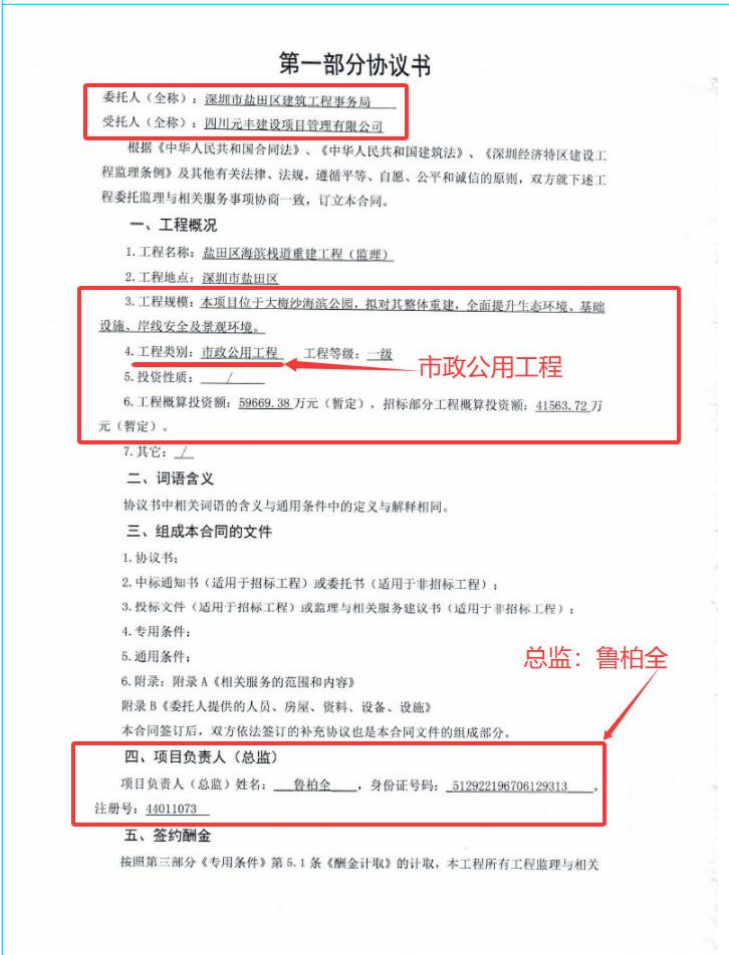 第一部分协议书
委托人（全称）：深圳市盐田区建筑工程事务局
受托人（全称）：四川元丰建设项目管理有限公司
根据《中华人民共和国合同法》、《中华人民共和国建筑法》、《深圳经济特区建设工
程监理条例》及其他有关法律、法规，遵循平等、自愿、公平和诚信的原则，双方就下述工
程委托监理与相关服务事项协商一致，订立本合同。
一、工程概况
1.工程名称：盐田区海滨栈道重建工程（监理）
2.工程地点：深圳市盐田区
3.工程规模：本项目位于大梅沙海滨公园，拟对其整体重建，全面提升生态环境、基础
设施、岸线安全及景观环境。
4.工程类别：市政公用工程 工程等级：一级
市政公用工程
5.投资性质：/
6.工程概算投资额：59669.38万元（暂定），招标部分工程概算投资额：41563.72万
元（暂定）。
7.其它：/
二、词语含义
协议书中相关词语的含义与通用条件中的定义与解释相同。
三、组成本合同的文件
1.协议书；
2.中标通知书（适用于招标工程）或委托书（适用于非招标工程）；
3.投标文件（适用于招标工程）或监理与相关服务建议书（适用于非招标工程）；
4.专用条件；
5.通用条件；
总监：鲁柏全
6.附录：附录A《相关服务的范围和内容》
附录B《委托人提供的人员、房屋、资料、设备、设施》
本合同签订后，双方依法签订的补充协议也是本合同文件的组成部分。
四、项目负责人（总监）
项目负责人（总监）姓名：鲁柏全，身份证号码：512922196706129313，
注册号：44011073
五、签约酬金
按照第三部分《专用条件》第5.1条《酬金计取》的计取，本工程所有工程监理与相关